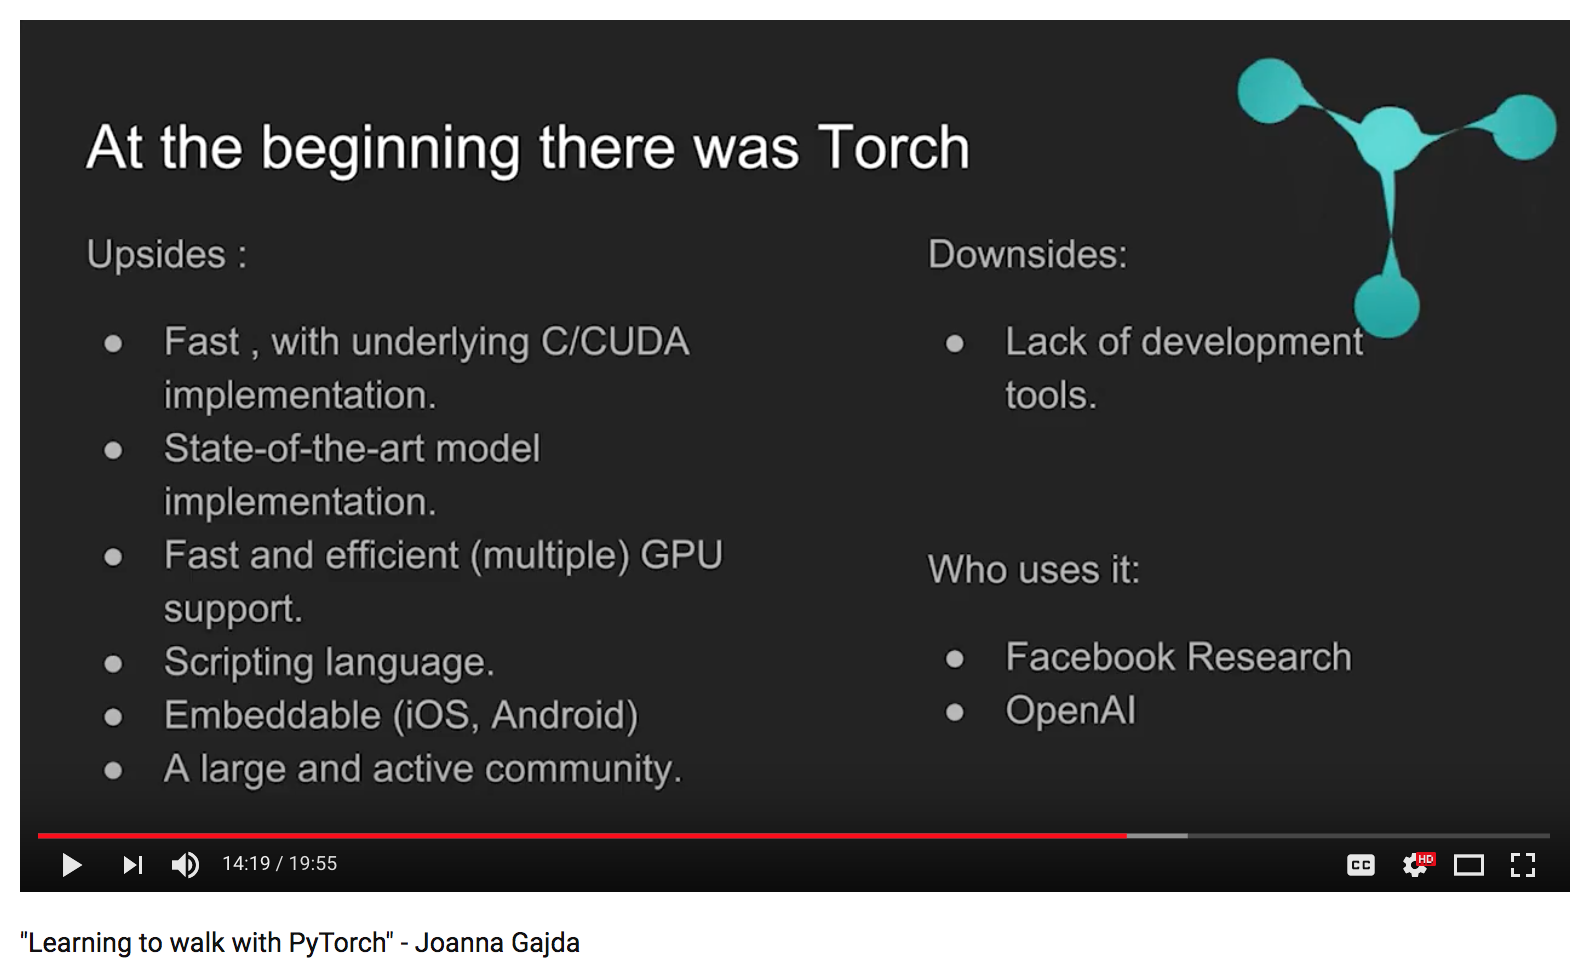 At the beginning there was Torch
Upsides :
● Fast , with underlying C/CUDA
implementation.
● State-of-the-art model
implementation.
● Fast and efficient (multiple) GPU
support.
● Scripting language.
● Embeddable (iOS, Android)
● A large and active community.
Downsides:
● Lack of development
tools.
Who uses it:
● Facebook Research
● OpenAI
14:19 / 19:55
CC
HD
"Learning to walk with PyTorch" - Joanna Gajda